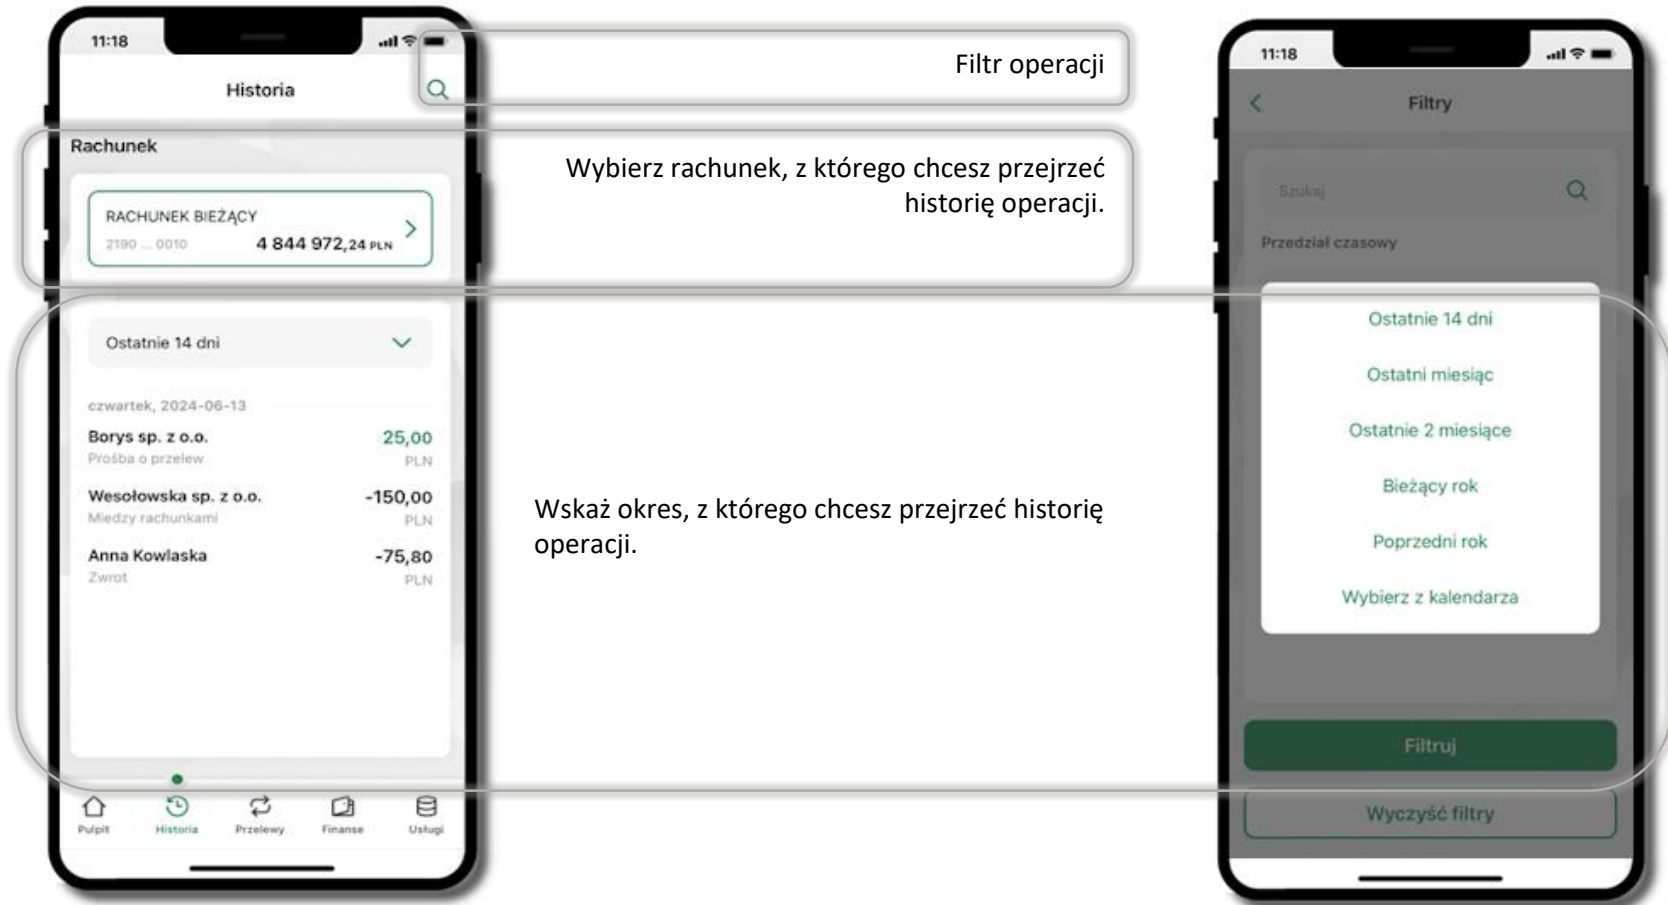 11:18
Historia
Rachunek
RACHUNEK BIEŻĄCY
2190 ... 0010
4 844 972,24 PLN
Ostatnie 14 dni
czwartek, 2024-06-13
Borys sp. z o.o.
25,00
Prośba o przelew
PLN
Wesołowska sp. z o.o.
-150,00
Miedzy rachunkami
PLN
Anna Kowlaska
-75,80
Zwrot
PLN
Pulpit
Historia
Przelewy
Finanse
Usługi
Filtr operacji
Wybierz rachunek, z którego chcesz przejrzeć
historię operacji.
Wskaż okres, z którego chcesz przejrzeć historię
operacji.
11:18
Filtry
Szukaj
Przedział czasowy
Ostatnie 14 dni
Ostatni miesiąc
Ostatnie 2 miesiące
Bieżący rok
Poprzedni rok
Wybierz z kalendarza
Filtruj
Wyczyść filtry